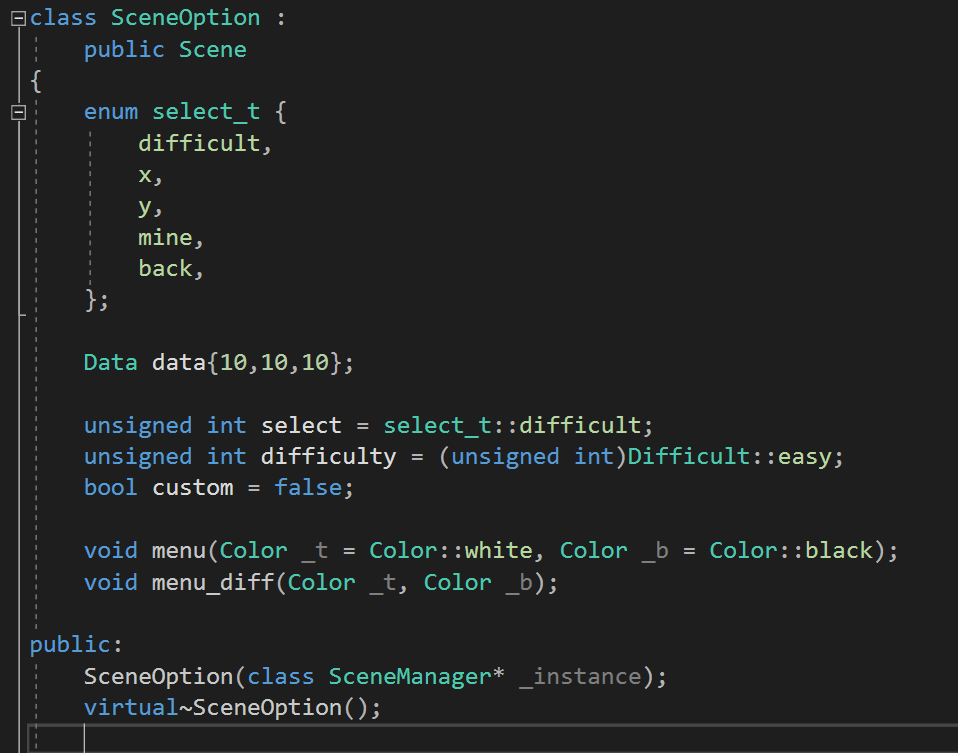 class SceneOption :
    public Scene
{
    enum select_t {
        difficult,
        x,
        y,
        mine,
        back,
    };
    Data data{10,10,10};
    unsigned int select = select_t::difficult;
    unsigned int difficulty = (unsigned int)Difficult::easy;
    bool custom = false;
    void menu(Color _t = Color::white, Color _b = Color::black);
    void menu_diff(Color _t, Color _b);
public:
    SceneOption(class SceneManager* _instance);
    virtual~SceneOption();